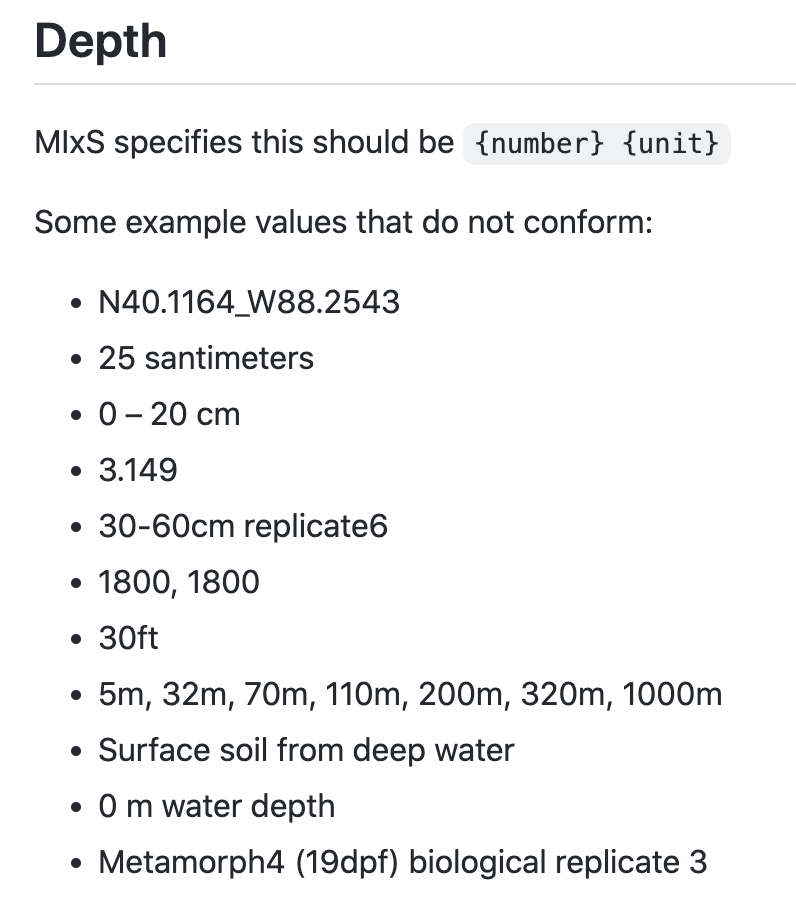 Depth
MIxS specifies this should be {number} {unit}
Some example values that do not conform:
• N40.1164_W88.2543
• 25 santimeters
• 0 – 20 cm
• 3.149
• 30-60cm replicate6
• 1800, 1800
• 30ft
• 5m, 32m, 70m, 110m, 200m, 320m, 1000m
• Surface soil from deep water
• 0 m water depth
• Metamorph4 (19dpf) biological replicate 3